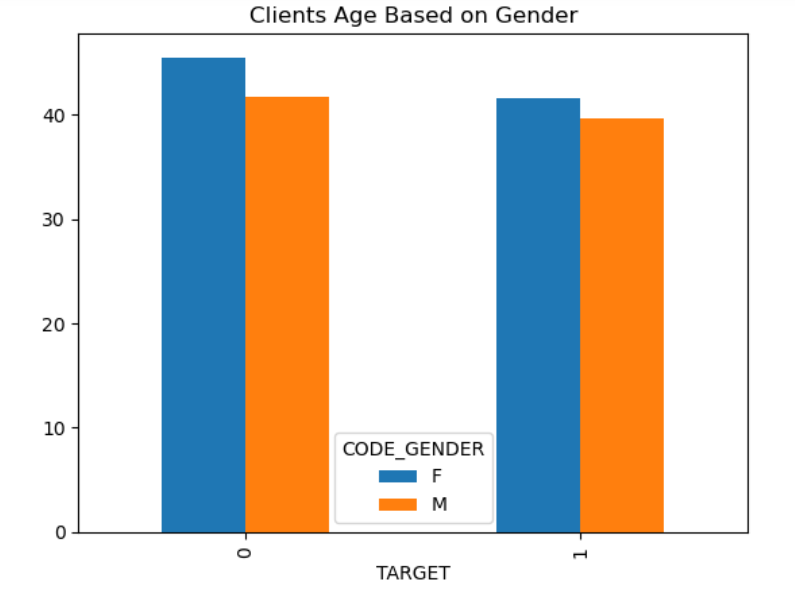 Clients Age Based on Gender
40
30
20
10
0
CODE_GENDER
F
M
0
1
TARGET